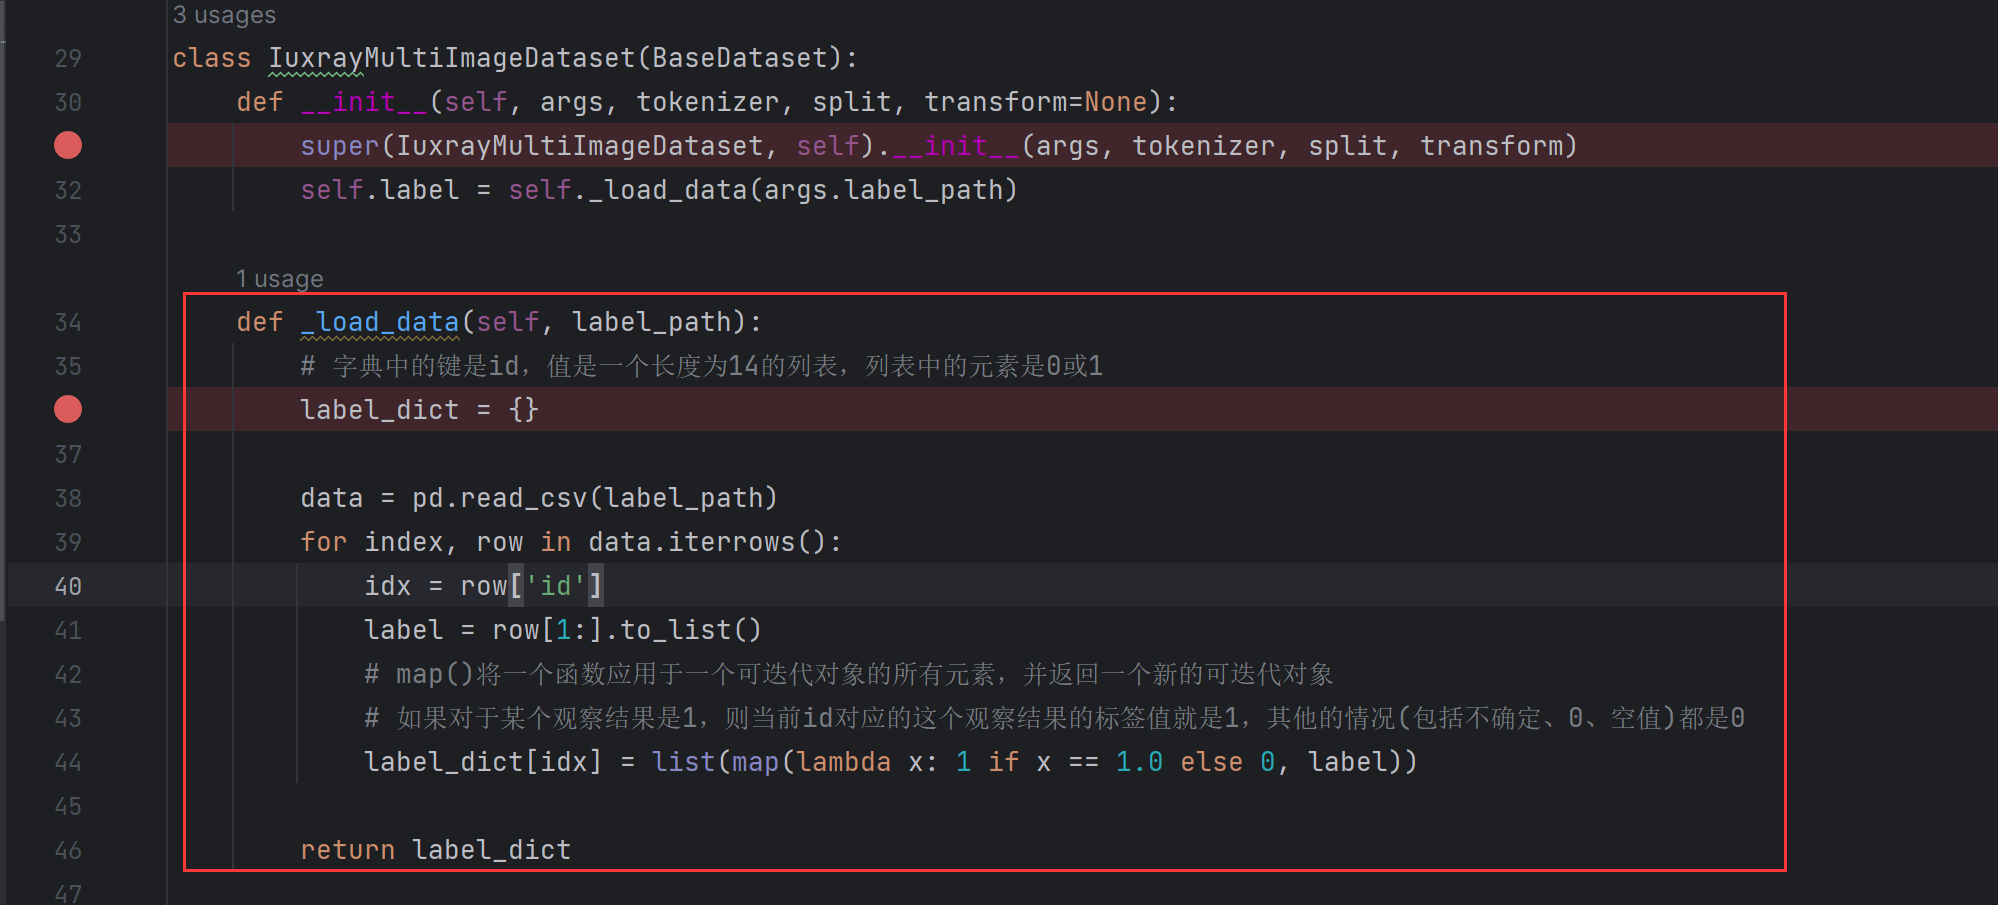 3 usages
29 class IuxrayMultiImageDataset(BaseDataset):
30 def __init__(self, args, tokenizer, split, transform=None):
super(IuxrayMultiImageDataset, self).__init__(args, tokenizer, split, transform)
32 self.label = self._load_data(args.label_path)
33
1 usage
34 def _load_data(self, label_path):
35 # 字典中的键是id，值是一个长度为14的列表，列表中的元素是0或1
label_dict = {}
37
38 data = pd.read_csv(label_path)
39 for index, row in data.iterrows():
40 idx = row['id']
41 label = row[1:].to_list()
42 # map()将一个函数应用于一个可迭代对象的所有元素，并返回一个新的可迭代对象
43 # 如果对于某个观察结果是1，则当前id对应的这个观察结果的标签值就是1，其他的情况(包括不确定、0、空值)都是0
44 label_dict[idx] = list(map(lambda x: 1 if x == 1.0 else 0, label))
45
46 return label_dict
47